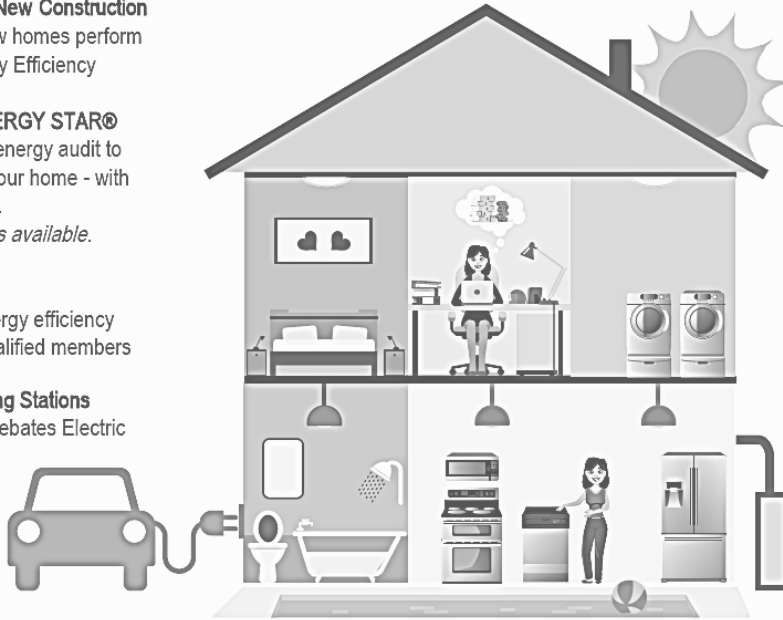 New Construction
w homes perform
y Efficiency
ERGY STAR®
energy audit to
our home - with
.
s available.
rgy efficiency
alified members
ng Stations
ebates Electric